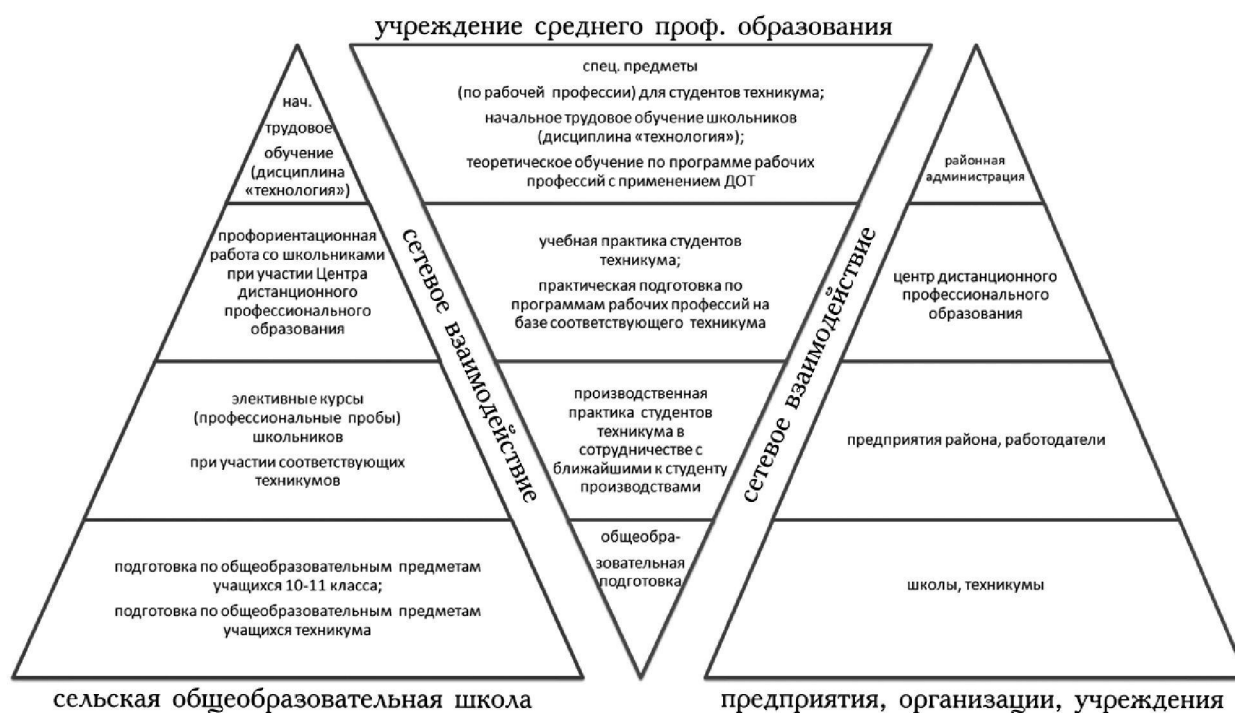 учреждение среднего проф. образования
нач.
трудовое
обучение
(дисциплина
«технология»)
профориентационная
работа со школьниками
при участии Центра
дистанционного
профессионального
образования
элективные курсы
(профессиональные пробы)
школьников
при участии соответствующих
техникумов
подготовка по общеобразовательным предметам
учащихся 10-11 класса;
подготовка по общеобразовательным предметам
учащихся техникума
сельская общеобразовательная школа
сетевое взаимодействие
спец. предметы
(по рабочей профессии) для студентов техникума;
начальное трудовое обучение школьников
(дисциплина «технология»);
теоретическое обучение по программе рабочих
профессий с применением ДОТ
учебная практика студентов
техникума;
практическая подготовка по
программам рабочих профессий на
базе соответствующего техникума
производственная
практика студентов
техникума в
сотрудничестве с
ближайшими к студенту
производствами
общеобра-
зовательная
подготовка
сетевое взаимодействие
районная
администрация
центр дистанционного
профессионального
образования
предприятия района, работодатели
школы, техникумы
предприятия, организации, учреждения